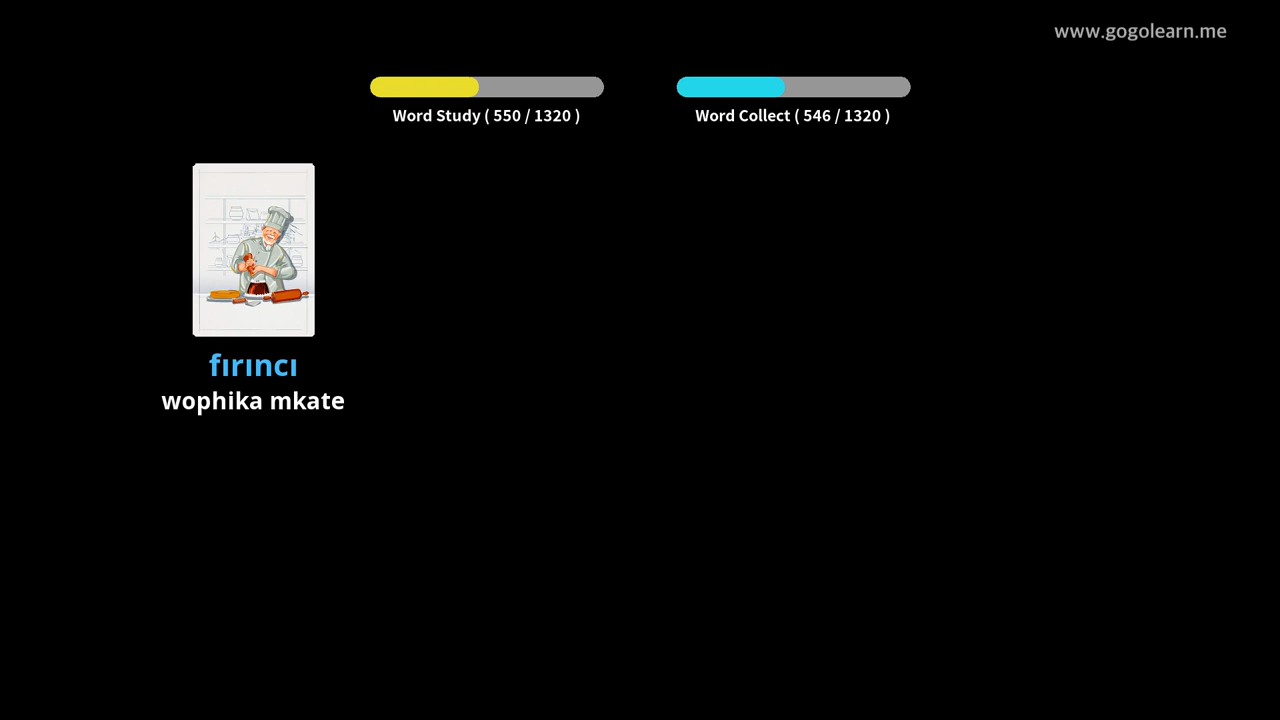 www.gogolearn.me
Word Study ( 550 / 1320 )
Word Collect ( 546 / 1320 )
fırıncı
wophika mkate